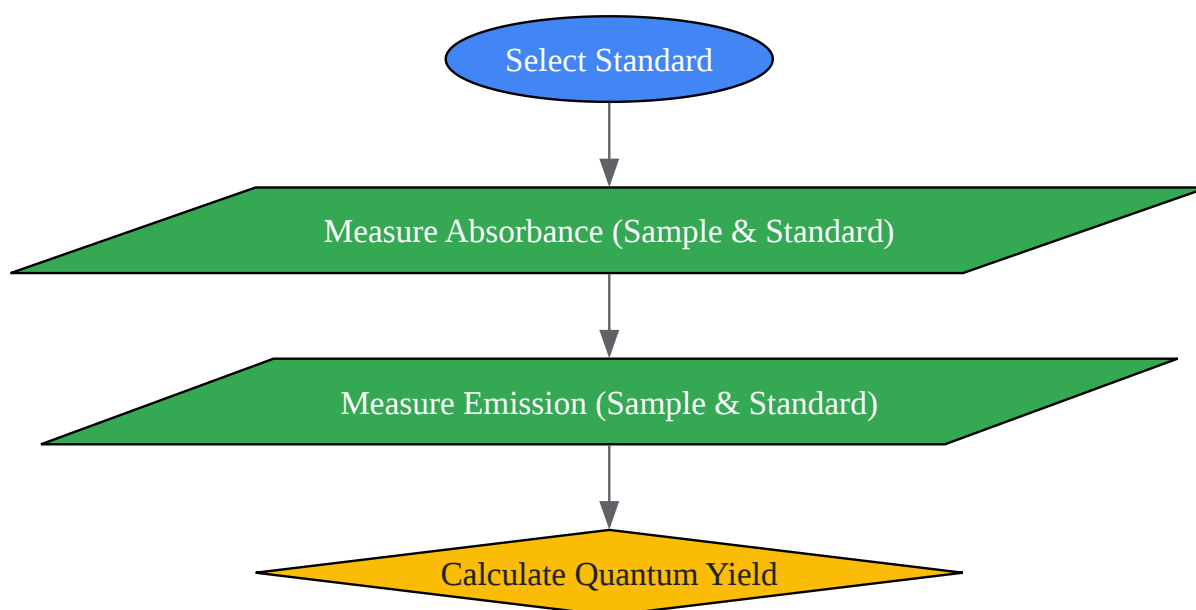 Select Standard
Measure Absorbance (Sample & Standard)
Measure Emission (Sample & Standard)
Calculate Quantum Yield